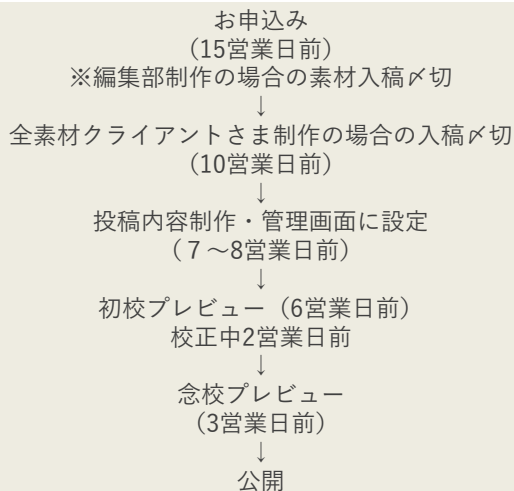 お申込み
(15営業日前)
※編集部制作の場合の素材入稿〆切
↓
全素材クライアントさま制作の場合の入稿〆切
(10営業日前)
↓
投稿内容制作・管理画面に設定
(７～8営業日前)
↓
初校プレビュー（6営業日前）
校正中2営業日前
↓
念校プレビュー
（3営業日前）
↓
公開